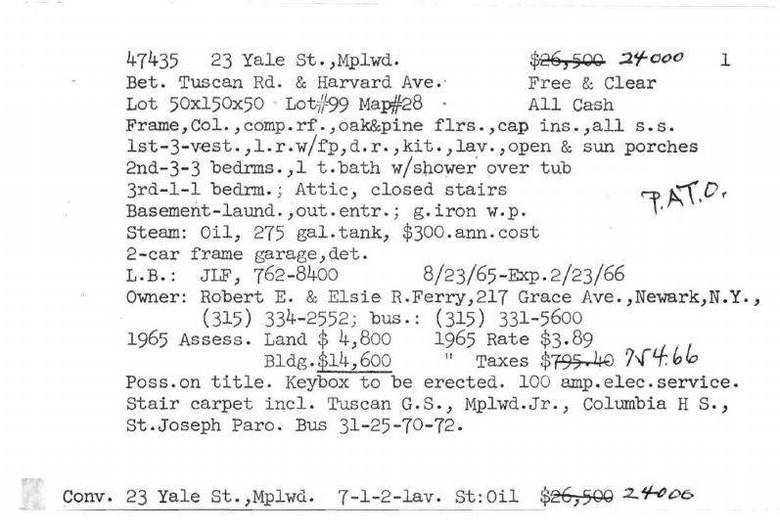 47435 23 Yale St.,Mplwd. $26,500 24000 1
Bet. Tuscan Rd. & Harvard Ave. Free & Clear
Lot 50x150x50 Lot#99 Map#28 All Cash
Frame,Col.,comp.rf.,oak&pine flrs.,cap ins.,all s.s.
1st-3-vest.,l.r.w/fp,d.r.,kit.,lav.,open & sun porches
2nd-3-3 bedrms.,1 t.bath w/shower over tub
3rd-1-1 bedrm.; Attic, closed stairs
P.A.T.O.
Basement-laund.,out.entr.; g.iron w.p.
Steam: Oil, 275 gal.tank, $300.ann.cost
2-car frame garage,det.
L.B.: JLF, 762-8400 8/23/65-Exp.2/23/66
Owner: Robert E. & Elsie R.Ferry,217 Grace Ave.,Newark,N.Y.,
(315) 334-2552; bus.: (315) 331-5600
1965 Assess. Land $ 4,800 1965 Rate $3.89
Bldg.$14,600 " Taxes $795.40 754.66
Poss.on title. Keybox to be erected. 100 amp.elec.service.
Stair carpet incl. Tuscan G.S., Mplwd.Jr., Columbia H S.,
St.Joseph Paro. Bus 31-25-70-72.
Conv. 23 Yale St.,Mplwd. 7-1-2-lav. St:Oil $26,500 24000